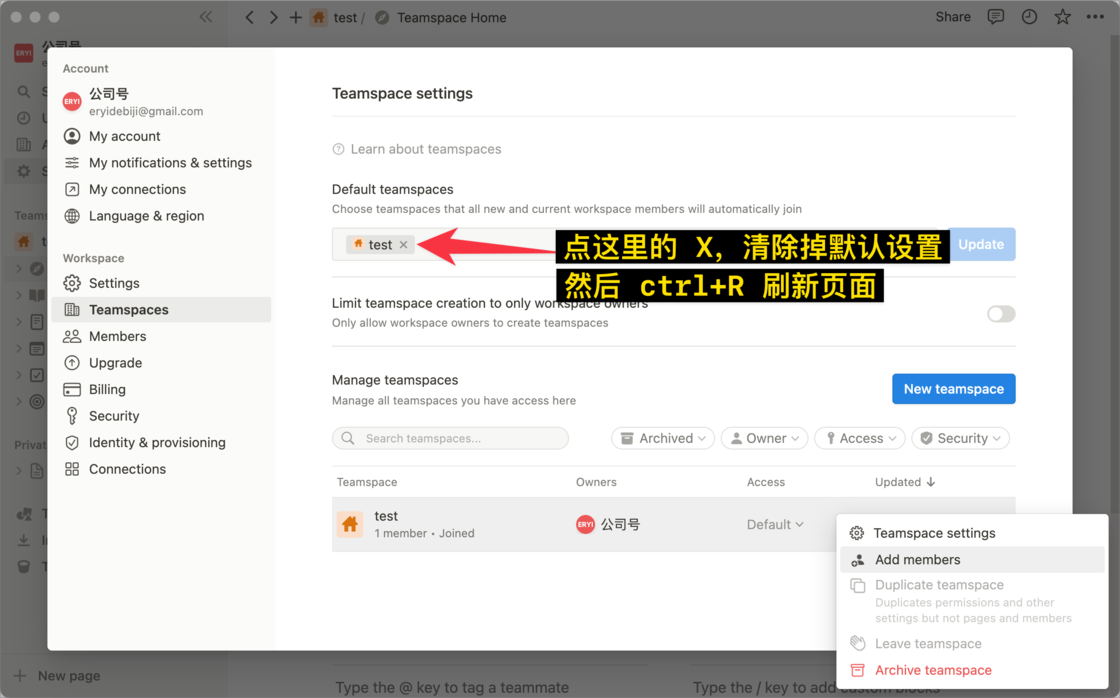 test / Teamspace Home
Share
公司号
ERYI
Account
ERYI
公司号
eryidebiji@gmail.com
My account
My notifications & settings
My connections
Language & region
Workspace
Settings
Teamspaces
Members
Upgrade
Billing
Security
Identity & provisioning
Connections
Teamspace settings
Learn about teamspaces
Default teamspaces
Choose teamspaces that all new and current workspace members will automatically join
test
点这里的 X，清除掉默认设置
Update
然后 ctrl+R 刷新页面
Limit teamspace creation to only workspace owners
Only allow workspace owners to create teamspaces
Manage teamspaces
Manage all teamspaces you have access here
New teamspace
Search teamspaces...
Archived
Owner
Access
Security
Teamspace Owners Access Updated
test
1 member • Joined
ERYI 公司号
Default
Teamspace settings
Add members
Duplicate teamspace
Duplicates permissions and other
settings but not pages and members
Leave teamspace
Archive teamspace
New page
Type the @ key to tag a teammate
Type the / key to add custom blocks